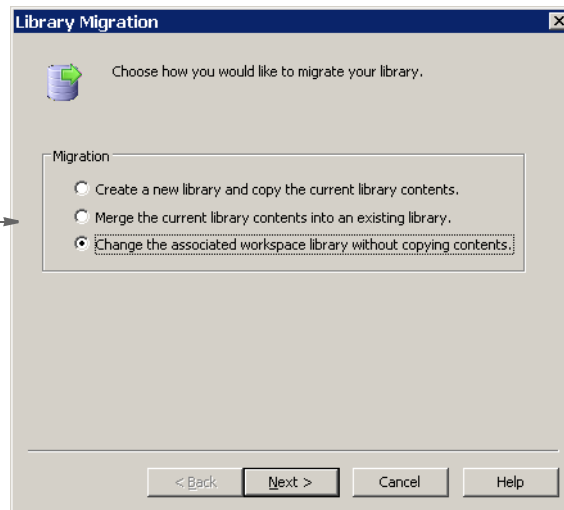 Library Migration
Choose how you would like to migrate your library.
Migration
Create a new library and copy the current library contents.
Merge the current library contents into an existing library.
Change the associated workspace library without copying contents.
< Back
Next >
Cancel
Help